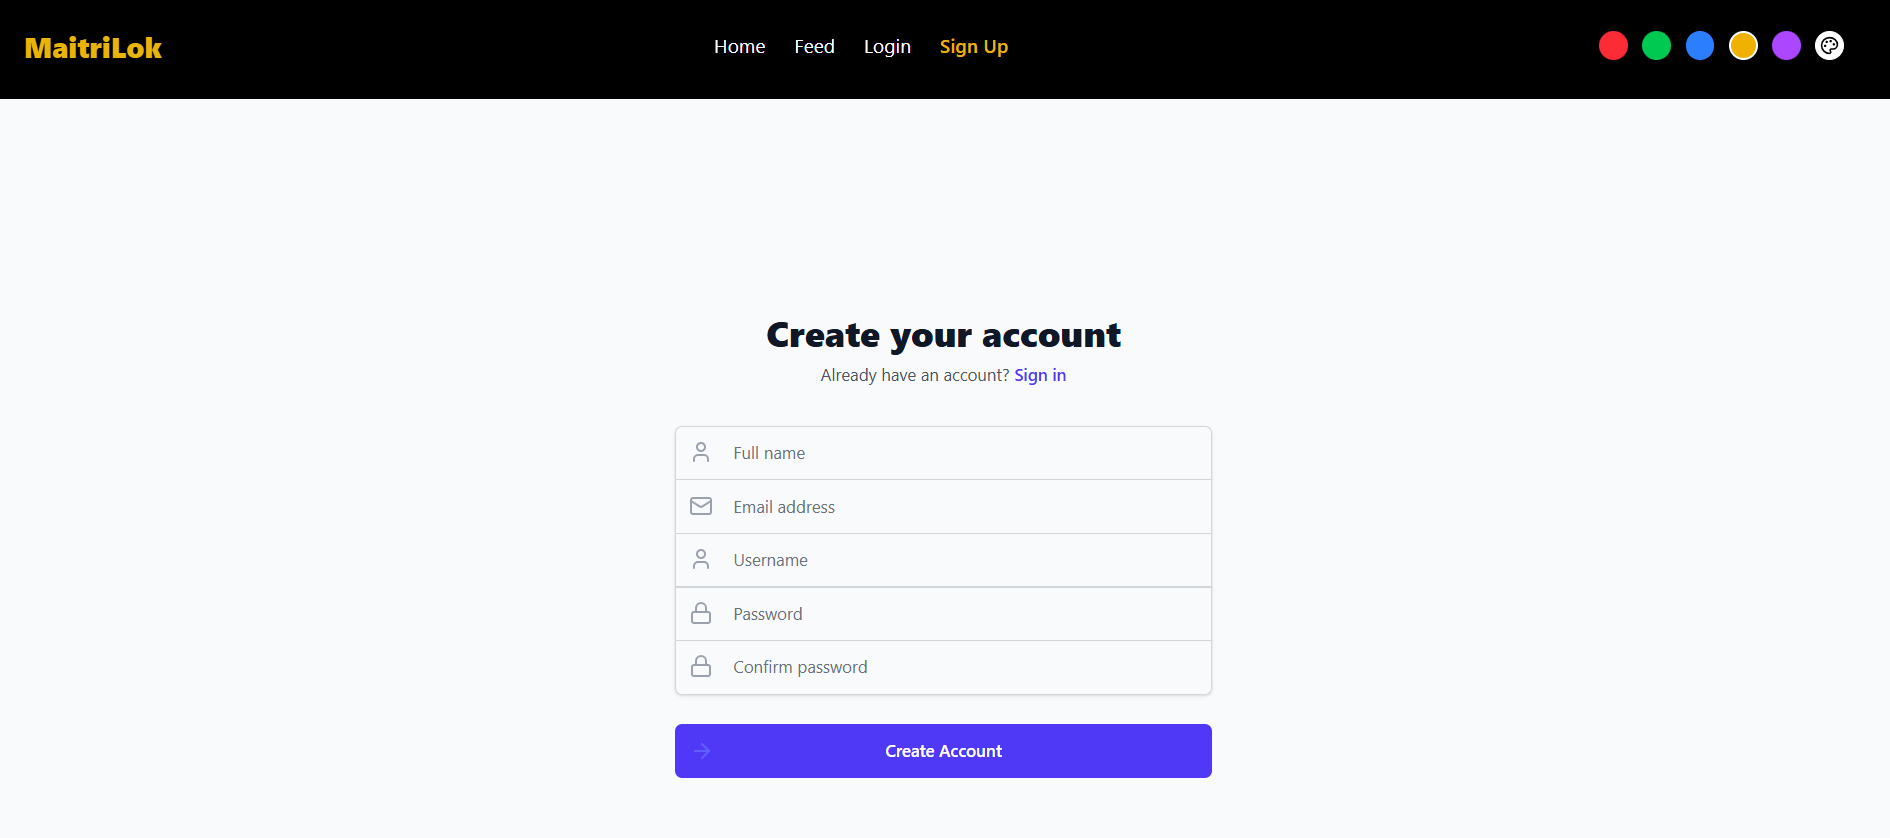 MaitriLok
Home Feed Login Sign Up
Create your account
Already have an account? Sign in
Full name
Email address
Username
Password
Confirm password
Create Account